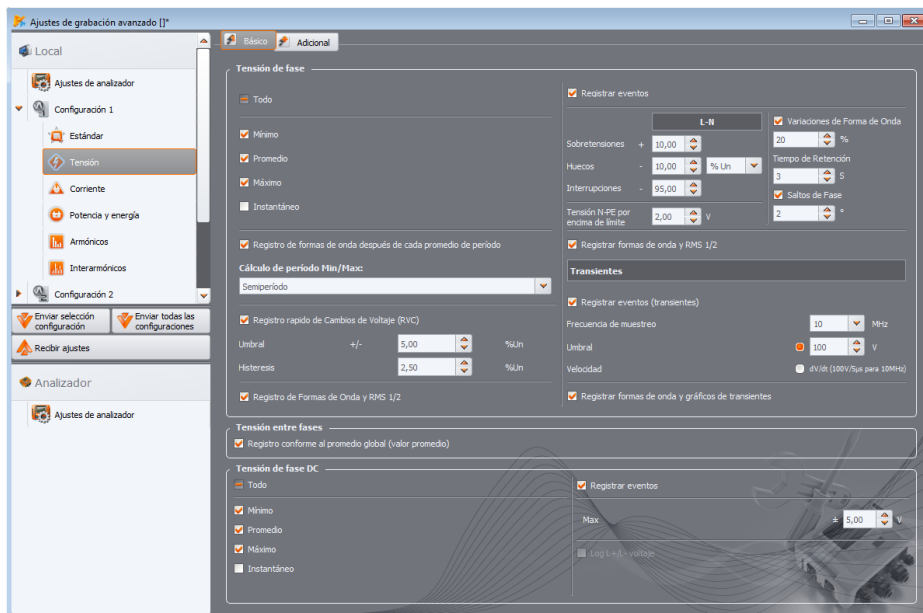 Ajustes de grabación avanzado []*
Local
Ajustes de analizador
Configuración 1
Estándar
Tensión
Corriente
Potencia y energía
Armónicos
Interarmónicos
Configuración 2
Enviar selección configuración
Enviar todas las configuraciones
Recibir ajustes
Analizador
Ajustes de analizador
Básico
Adicional
Tensión de fase
Todo
Mínimo
Promedio
Máximo
Instantáneo
Registro de formas de onda después de cada promedio de período
Cálculo de período Min/Max:
Semiperíodo
Registro rapido de Cambios de Voltaje (RVC)
Umbral +/- 5,00 %Un
Histeresis 2,50 %Un
Registro de Formas de Onda y RMS 1/2
Registrar eventos
L-N
Sobretensiones + 10,00
Huecos - 10,00 % Un
Interrupciones - 95,00
Tensión N-PE por encima de límite 2,00 V
Variaciones de Forma de Onda
20 %
Tiempo de Retención
3 S
Saltos de Fase
2 °
Registrar formas de onda y RMS 1/2
Transientes
Registrar eventos (transientes)
Frecuencia de muestreo 10 MHz
Umbral 100 V
Velocidad dV/dt (100V/5µs para 10MHz)
Registrar formas de onda y gráficos de transientes
Tensión entre fases
Registro conforme al promedio global (valor promedio)
Tensión de fase DC
Todo
Mínimo
Promedio
Máximo
Instantáneo
Registrar eventos
Max ± 5,00 V
Log L+/L- voltaje